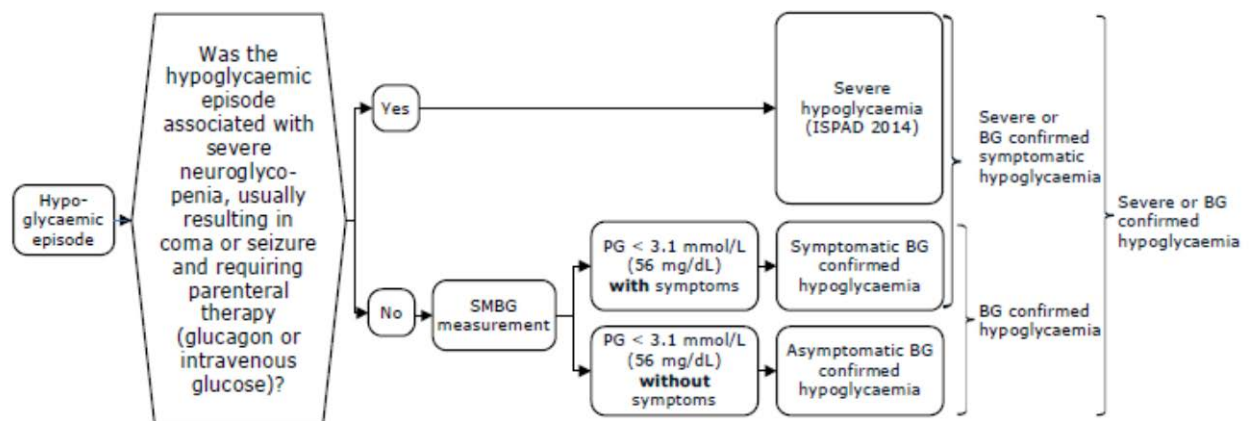 Hypo-
glycaemic
episode
Was the
hypoglycaemic
episode
associated with
severe
neuroglyco-
penia, usually
resulting in
coma or seizure
and requiring
parenteral
therapy
(glucagon or
intravenous
glucose)?
Yes
No
SMBG
measurement
PG < 3.1 mmol/L
(56 mg/dL)
with symptoms
PG < 3.1 mmol/L
(56 mg/dL)
without
symptoms
Severe
hypoglycaemia
(ISPAD 2014)
Symptomatic BG
confirmed
hypoglycaemia
Asymptomatic BG
confirmed
hypoglycaemia
Severe or
BG confirmed
symptomatic
hypoglycaemia
BG confirmed
hypoglycaemia
Severe or BG
confirmed
hypoglycaemia